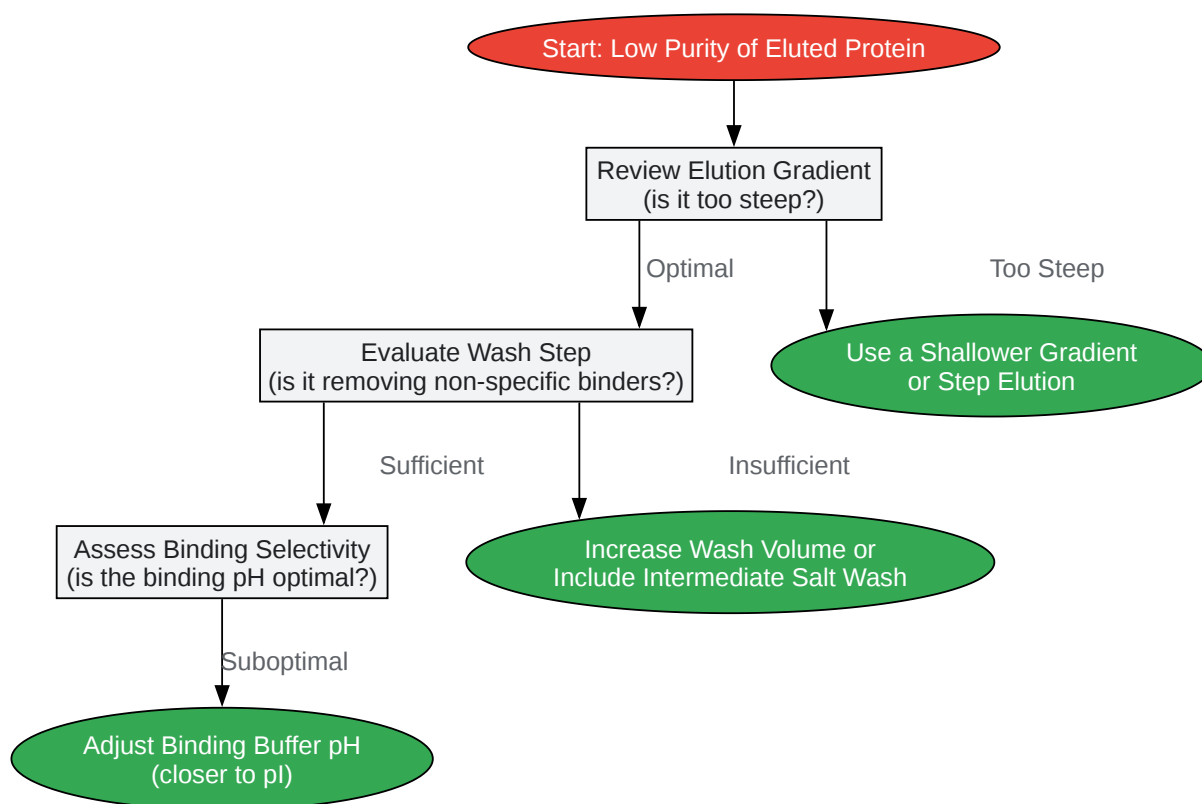 Start: Low Purity of Eluted Protein
Review Elution Gradient
(is it too steep?)
Optimal
Too Steep
Evaluate Wash Step
(is it removing non-specific binders?)
Use a Shallower Gradient
or Step Elution
Sufficient
Insufficient
Assess Binding Selectivity
(is the binding pH optimal?)
Increase Wash Volume or
Include Intermediate Salt Wash
Suboptimal
Adjust Binding Buffer pH
(closer to pI)